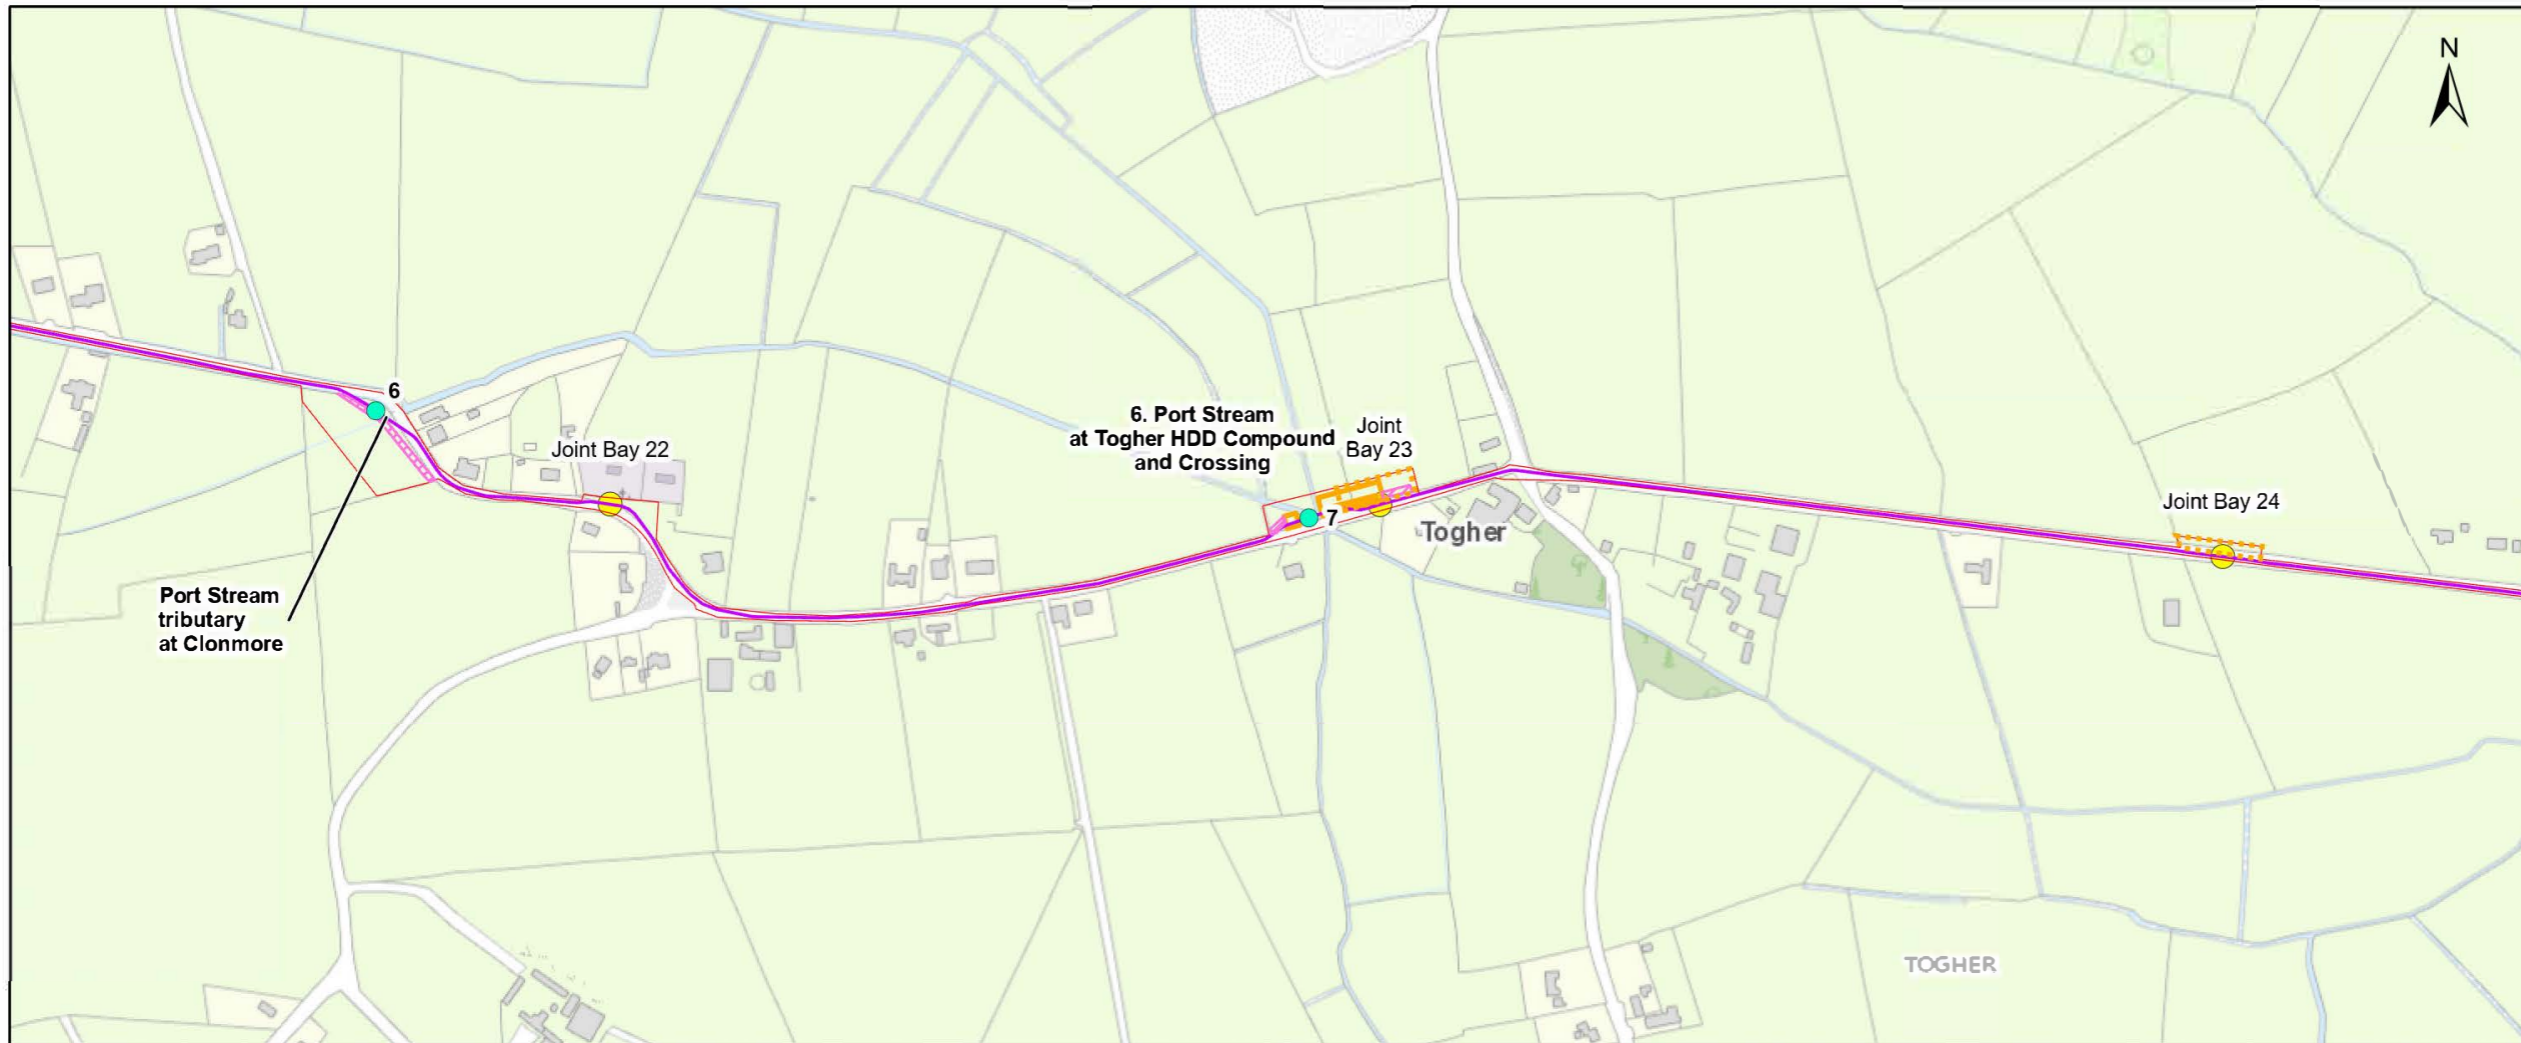 N
6
Joint Bay 22
6. Port Stream
at Togher HDD Compound
and Crossing
Joint
Bay 23
7
Togher
Joint Bay 24
Port Stream
tributary
at Clonmore
TOGHER